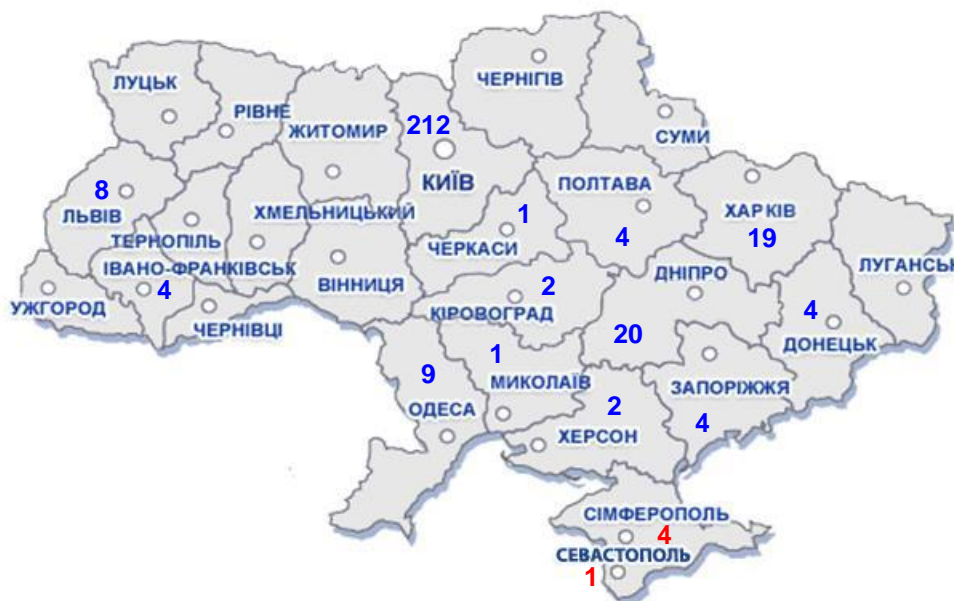 ЧЕРНІГІВ
ЛУЦЬК
РІВНЕ
ЖИТОМИР
212
СУМИ
КИЇВ
ПОЛТАВА
8
ЛЬВІВ
ХМЕЛЬНИЦЬКИЙ
1
ХАРКІВ
ТЕРНОПІЛЬ
ЧЕРКАСИ
4
19
ІВАНО-ФРАНКІВСЬК
4
ВІННИЦЯ
2
ДНІПРО
ЛУГАНСЬК
УЖГОРОД
КІРОВОГРАД
4
ЧЕРНІВЦІ
20
ДОНЕЦЬК
1
9
МИКОЛАЇВ
ЗАПОРІЖЖЯ
ОДЕСА
2
4
ХЕРСОН
СІМФЕРОПОЛЬ
4
СЕВАСТОПОЛЬ
1